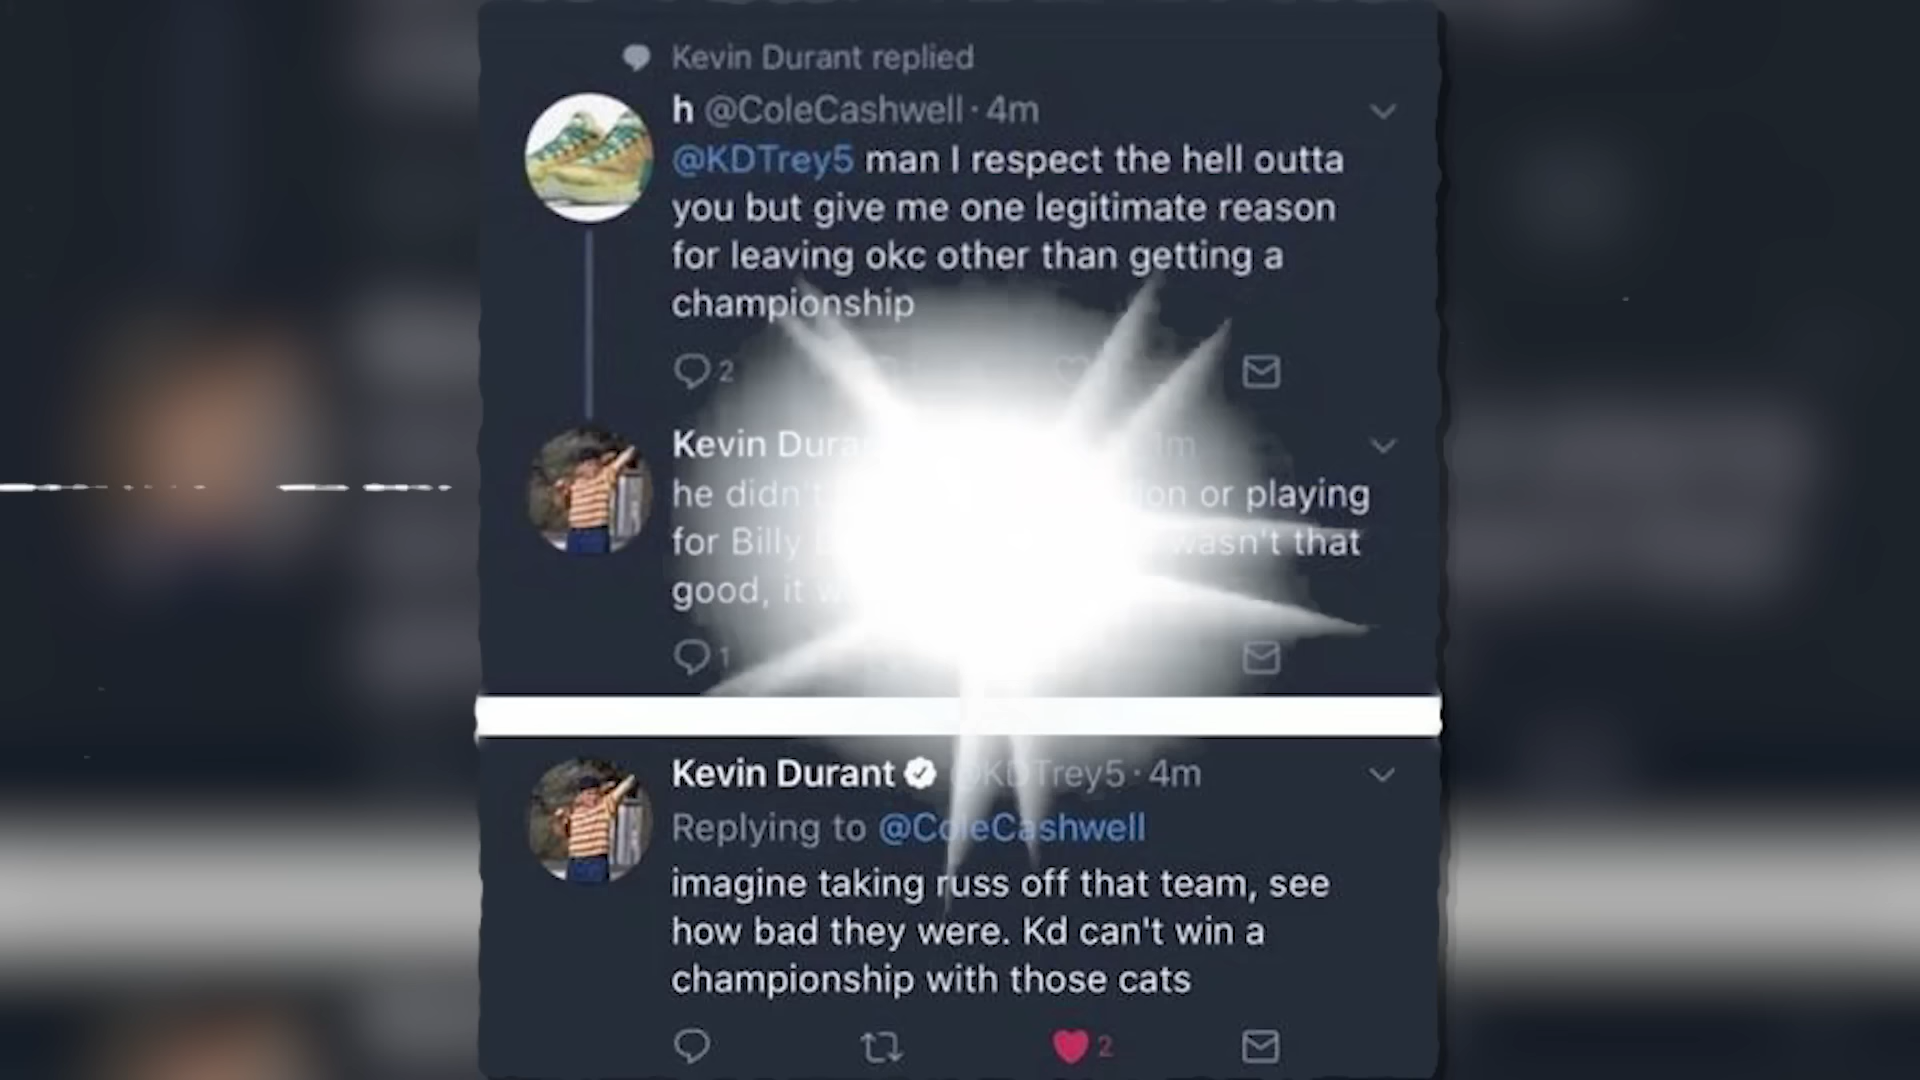 Kevin Durant replied
h @ColeCashwell · 4m
@KDTrey5 man I respect the hell outta
you but give me one legitimate reason
for leaving okc other than getting a
championship
2
Kevin 1m
he didn't or playing
for Billy wasn't that
good, it
1
Kevin Durant @KDTrey5 · 4m
Replying to @ColeCashwell
imagine taking russ off that team, see
how bad they were. Kd can't win a
championship with those cats
2